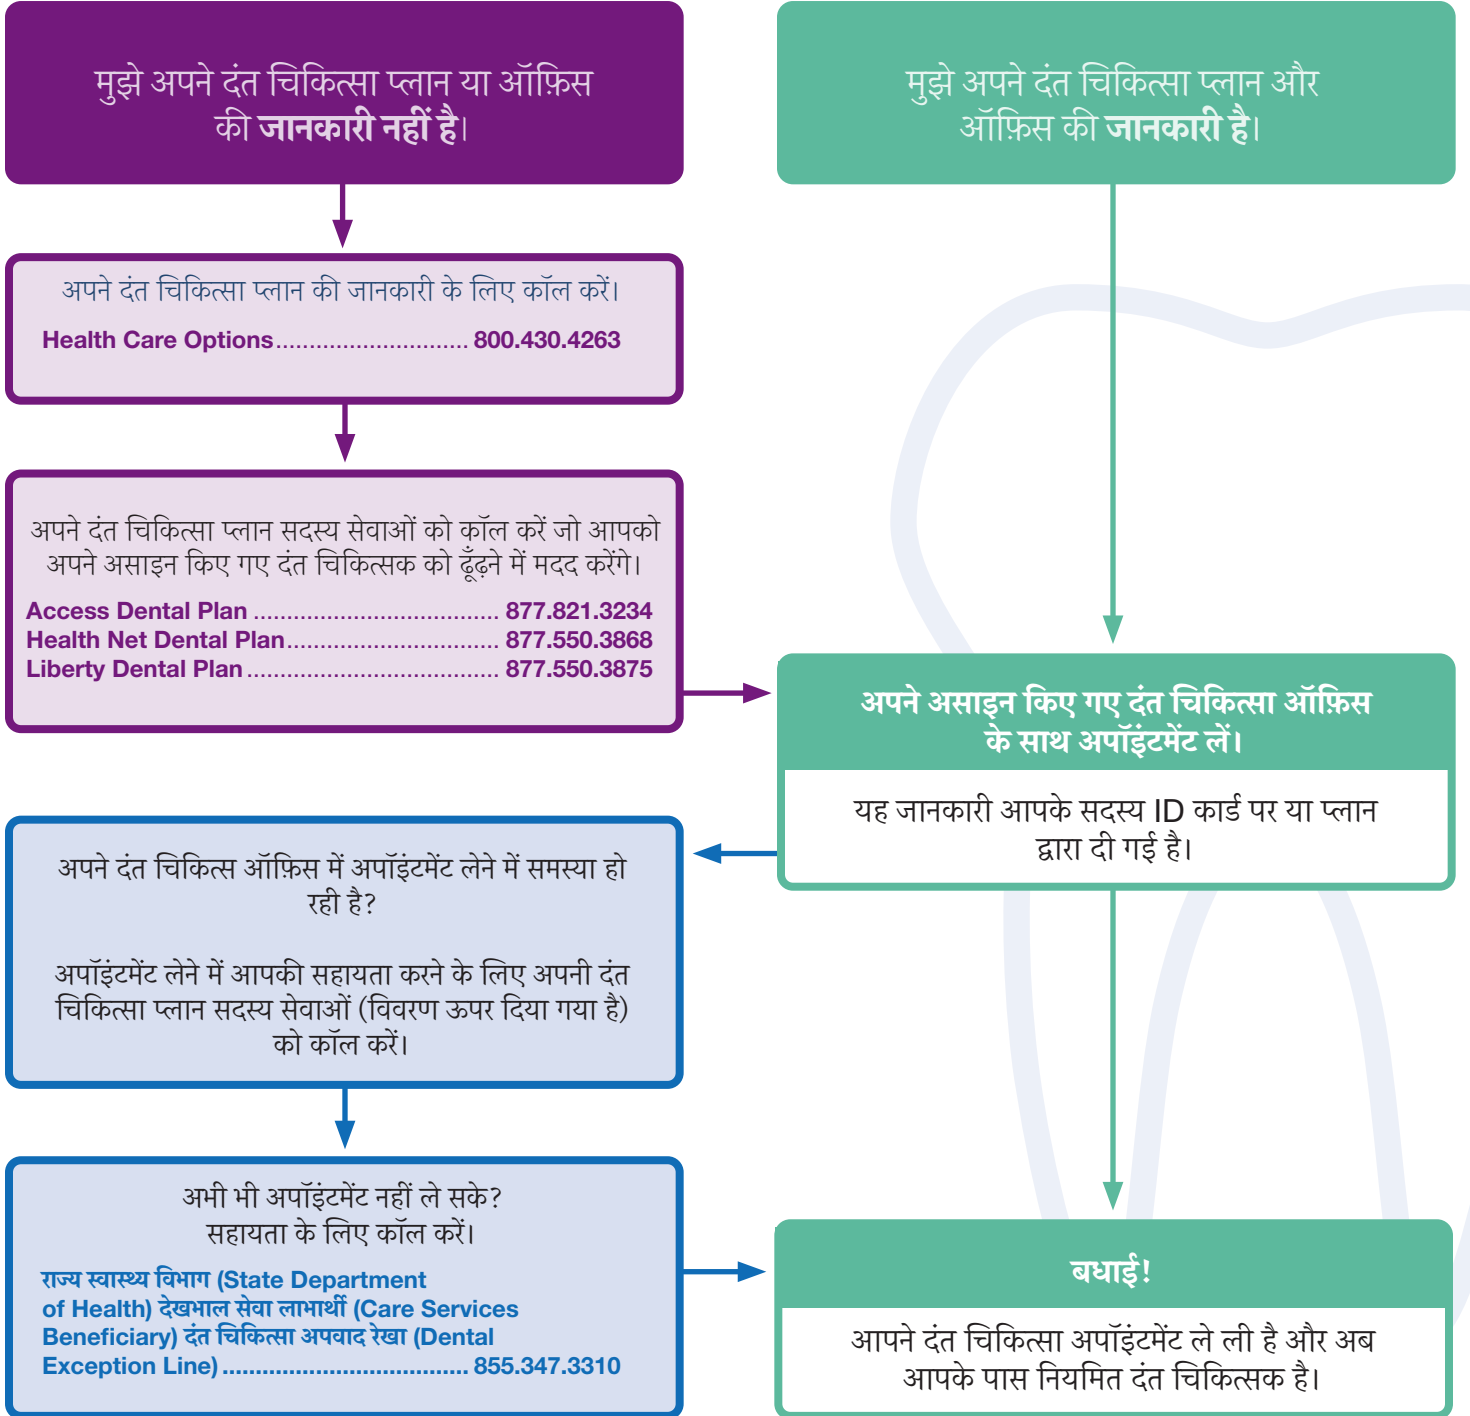 मुझे अपने दंत चिकित्सा प्लान या ऑफ़िस
की जानकारी नहीं है।
मुझे अपने दंत चिकित्सा प्लान और
ऑफ़िस की जानकारी है।
अपने दंत चिकित्सा प्लान की जानकारी के लिए कॉल करें।
Health Care Options............................. 800.430.4263
अपने दंत चिकित्सा प्लान सदस्य सेवाओं को कॉल करें जो आपको
अपने असाइन किए गए दंत चिकित्सक को ढूँढ़ने में मदद करेंगे।
Access Dental Plan ..................................... 877.821.3234
Health Net Dental Plan................................ 877.550.3868
Liberty Dental Plan ...................................... 877.550.3875
अपने असाइन किए गए दंत चिकित्सा ऑफ़िस
के साथ अपॉइंटमेंट लें।
यह जानकारी आपके सदस्य ID कार्ड पर या प्लान
द्वारा दी गई है।
अपने दंत चिकित्स ऑफ़िस में अपॉइंटमेंट लेने में समस्या हो
रही है?
अपॉइंटमेंट लेने में आपकी सहायता करने के लिए अपनी दंत
चिकित्सा प्लान सदस्य सेवाओं (विवरण ऊपर दिया गया है)
को कॉल करें।
अभी भी अपॉइंटमेंट नहीं ले सके?
सहायता के लिए कॉल करें।
राज्य स्वास्थ्य विभाग (State Department
of Health) देखभाल सेवा लाभार्थी (Care Services
Beneficiary) दंत चिकित्सा अपवाद रेखा (Dental
Exception Line) ..................................... 855.347.3310
बधाई!
आपने दंत चिकित्सा अपॉइंटमेंट ले ली है और अब
आपके पास नियमित दंत चिकित्सक है।